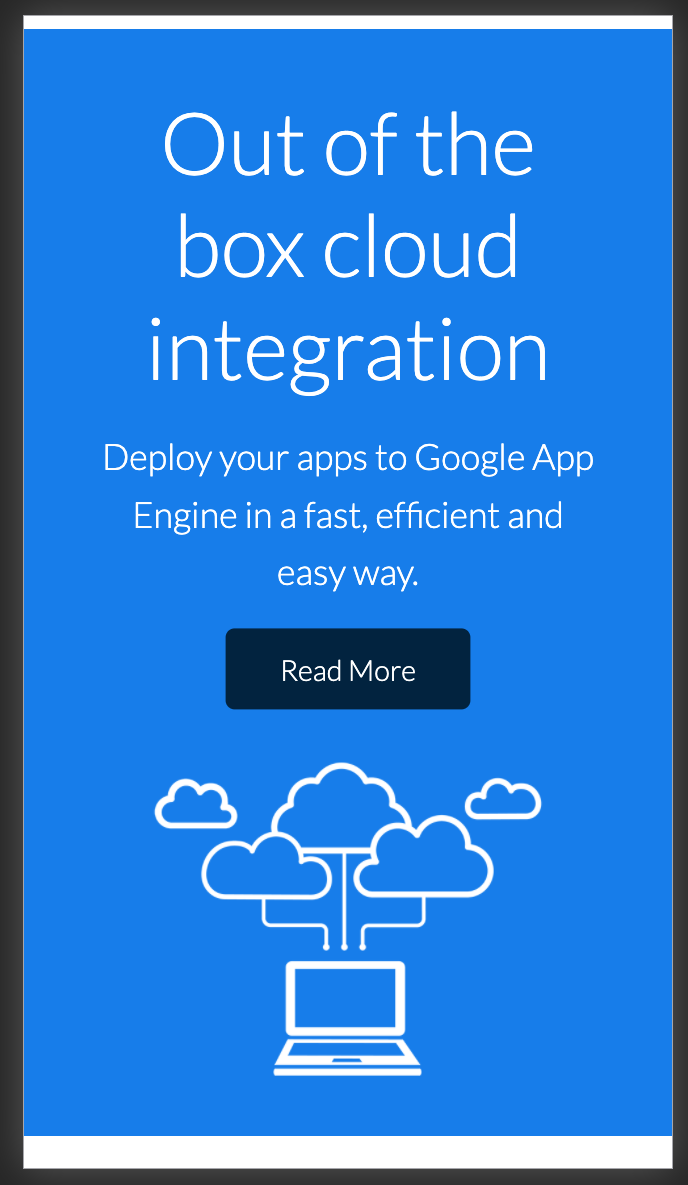 Out of the
box cloud
integration
Deploy your apps to Google App
Engine in a fast, efficient and
easy way.
Read More